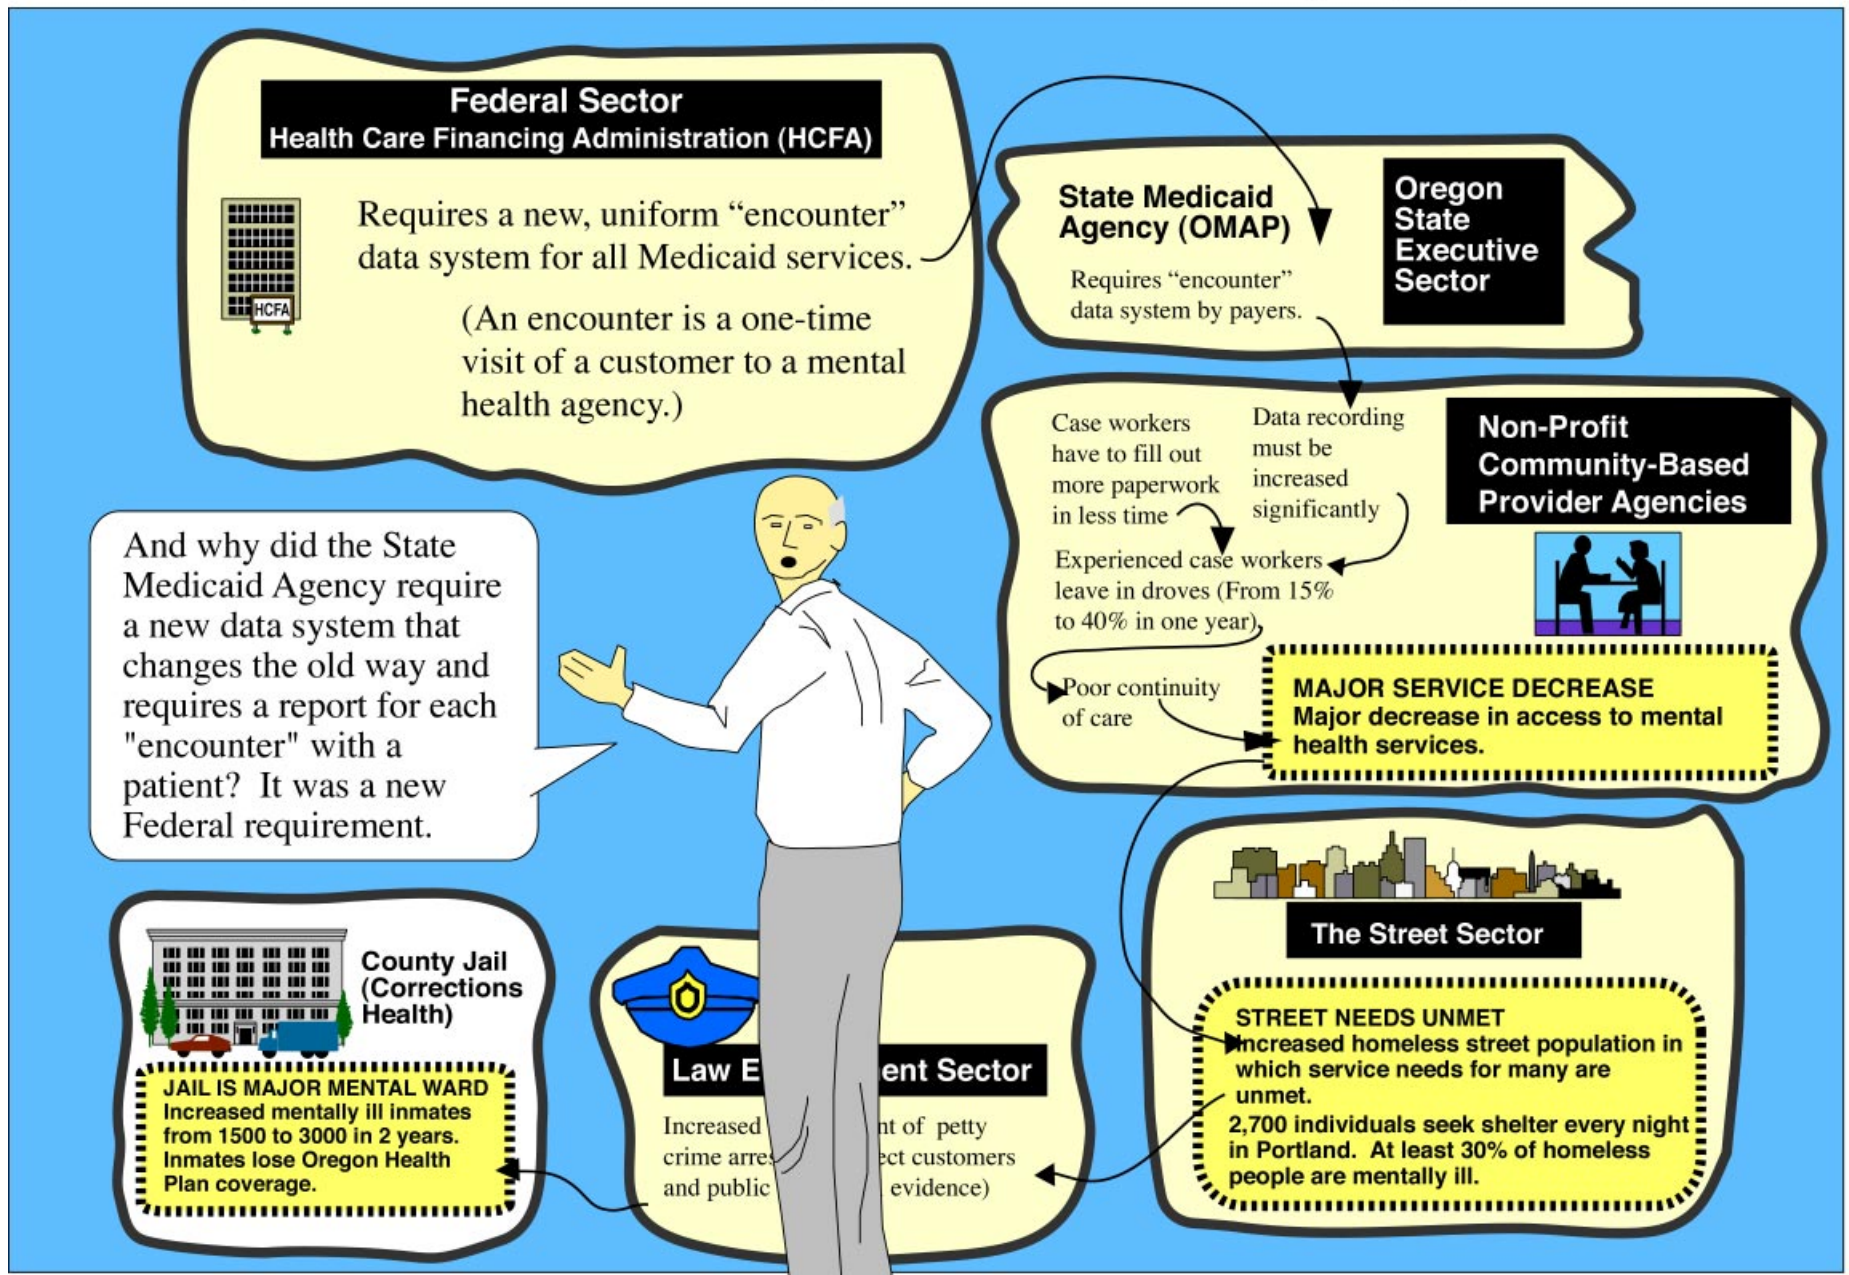 Federal Sector
Health Care Financing Administration (HCFA)
Requires a new, uniform “encounter”
data system for all Medicaid services.
(An encounter is a one-time
visit of a customer to a mental
health agency.)
HCFA
State Medicaid
Agency (OMAP)
Requires “encounter”
data system by payers.
Oregon
State
Executive
Sector
Case workers
have to fill out
more paperwork
in less time
Data recording
must be
increased
significantly
Non-Profit
Community-Based
Provider Agencies
Experienced case workers
leave in droves (From 15%
to 40% in one year)
Poor continuity
of care
MAJOR SERVICE DECREASE
Major decrease in access to mental
health services.
And why did the State
Medicaid Agency require
a new data system that
changes the old way and
requires a report for each
"encounter" with a
patient? It was a new
Federal requirement.
The Street Sector
STREET NEEDS UNMET
Increased homeless street population in
which service needs for many are
unmet.
2,700 individuals seek shelter every night
in Portland. At least 30% of homeless
people are mentally ill.
Law Sector
Increased of petty
crime customers
and public evidence)
County Jail
(Corrections
Health)
JAIL IS MAJOR MENTAL WARD
Increased mentally ill inmates
from 1500 to 3000 in 2 years.
Inmates lose Oregon Health
Plan coverage.